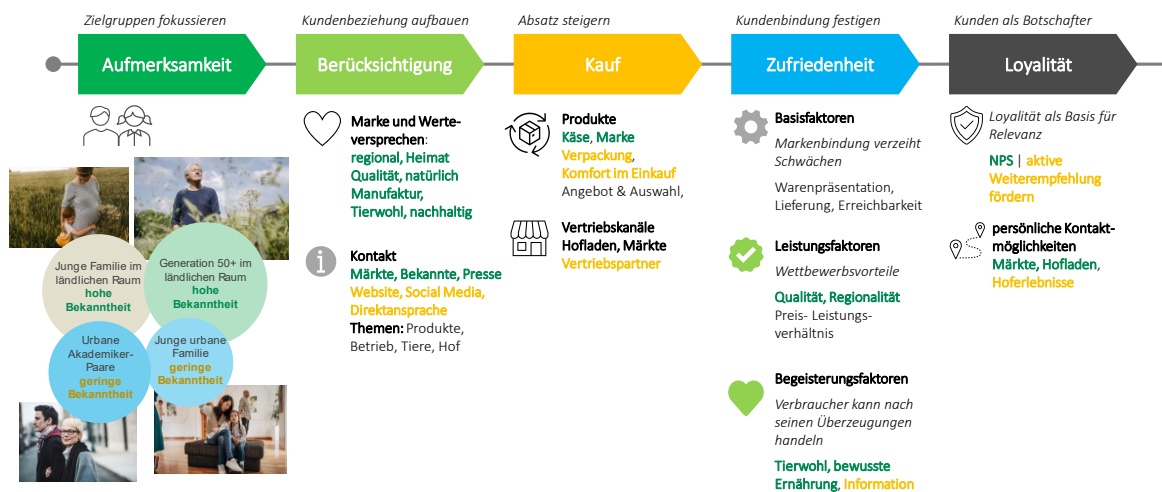 Zielgruppen fokussieren
Aufmerksamkeit
Junge Familie im
ländlichen Raum
hohe
Bekanntheit
Generation 50+ im
ländlichen Raum
hohe
Bekanntheit
Urbane
Akademiker-
Paare
geringe
Bekanntheit
Junge urbane
Familie
geringe
Bekanntheit
Kundenbeziehung aufbauen
Berücksichtigung
Marke und Werte-
versprechen:
regional, Heimat
Qualität, natürlich
Manufaktur,
Tierwohl, nachhaltig
Kontakt
Märkte, Bekannte, Presse
Website, Social Media,
Direktansprache
Themen: Produkte,
Betrieb, Tiere, Hof
Absatz steigern
Kauf
Produkte
Käse, Marke
Verpackung,
Komfort im Einkauf
Angebot & Auswahl,
Vertriebskanäle
Hofladen, Märkte
Vertriebspartner
Kundenbindung festigen
Zufriedenheit
Basisfaktoren
Markenbindung verzeiht
Schwächen
Warenpräsentation,
Lieferung, Erreichbarkeit
Leistungsfaktoren
Wettbewerbsvorteile
Qualität, Regionalität
Preis- Leistungs-
verhältnis
Begeisterungsfaktoren
Verbraucher kann nach
seinen Überzeugungen
handeln
Tierwohl, bewusste
Ernährung, Information
Kunden als Botschafter
Loyalität
Loyalität als Basis für
Relevanz
NPS | aktive
Weiterempfehlung
fördern
persönliche Kontakt-
möglichkeiten
Märkte, Hofladen,
Hoferlebnisse